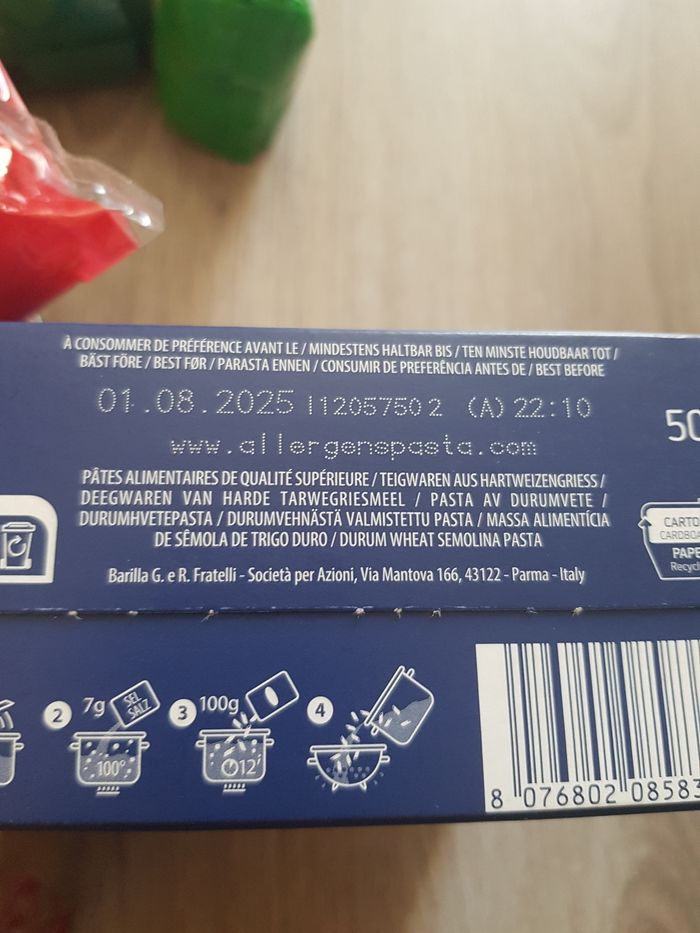 À CONSOMMER DE PRÉFÉRENCE AVANT LE / MINDESTENS HALTBAR BIS / TEN MINSTE HOUDBAAR TOT /
BÄST FÖRE / BEST FØR / PARASTA ENNEN / CONSUMIR DE PREFERÊNCIA ANTES DE / BEST BEFORE
01.08.2025 112057502 (A) 22:10
www.allergenspasta.com
50
PÂTES ALIMENTAIRES DE QUALITÉ SUPÉRIEURE / TEIGWAREN AUS HARTWEIZENGRIESS /
DEEGWAREN VAN HARDE TARWEGRIESMEEL / PASTA AV DURUMVETE /
DURUMHVETEPASTA / DURUMVEHNÄSTÄ VALMISTETTU PASTA / MASSA ALIMENTÍCIA
DE SÊMOLA DE TRIGO DURO / DURUM WHEAT SEMOLINA PASTA
Barilla G. e R. Fratelli - Società per Azioni, Via Mantova 166, 43122 - Parma - Italy
CARTO
CARDBOA
PAPE
Recycl
2 7g SEL SALZ 100°
3 100g 12'
4
8 076802 08583